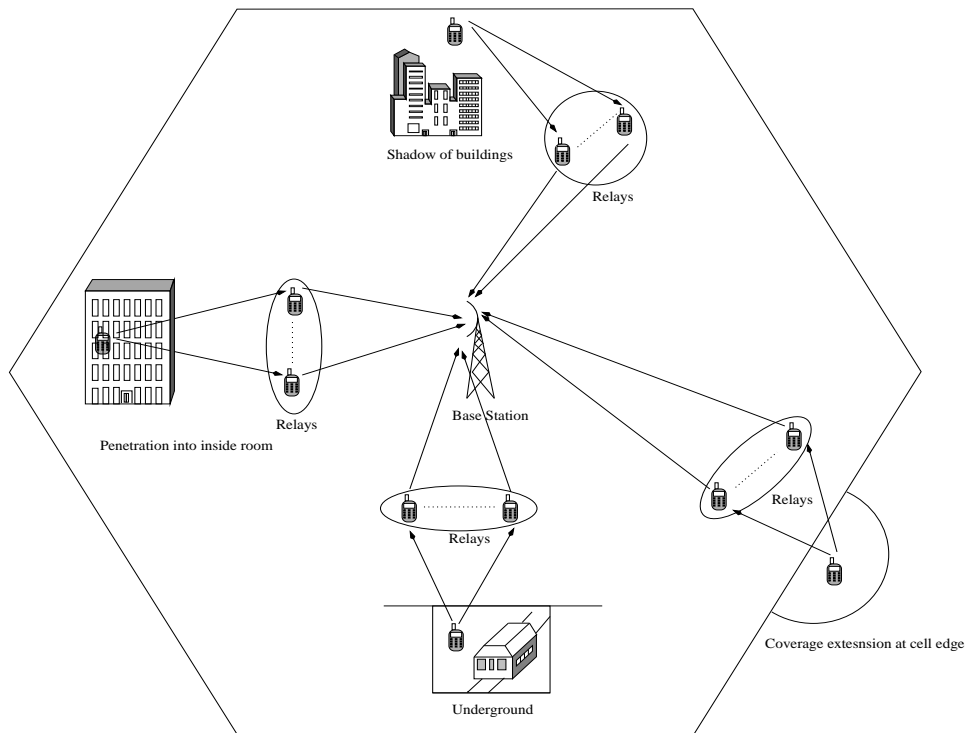 Shadow of buildings
Relays
Base Station
Relays
Penetration into inside room
Relays
Relays
Coverage extesnsion at cell edge
Underground